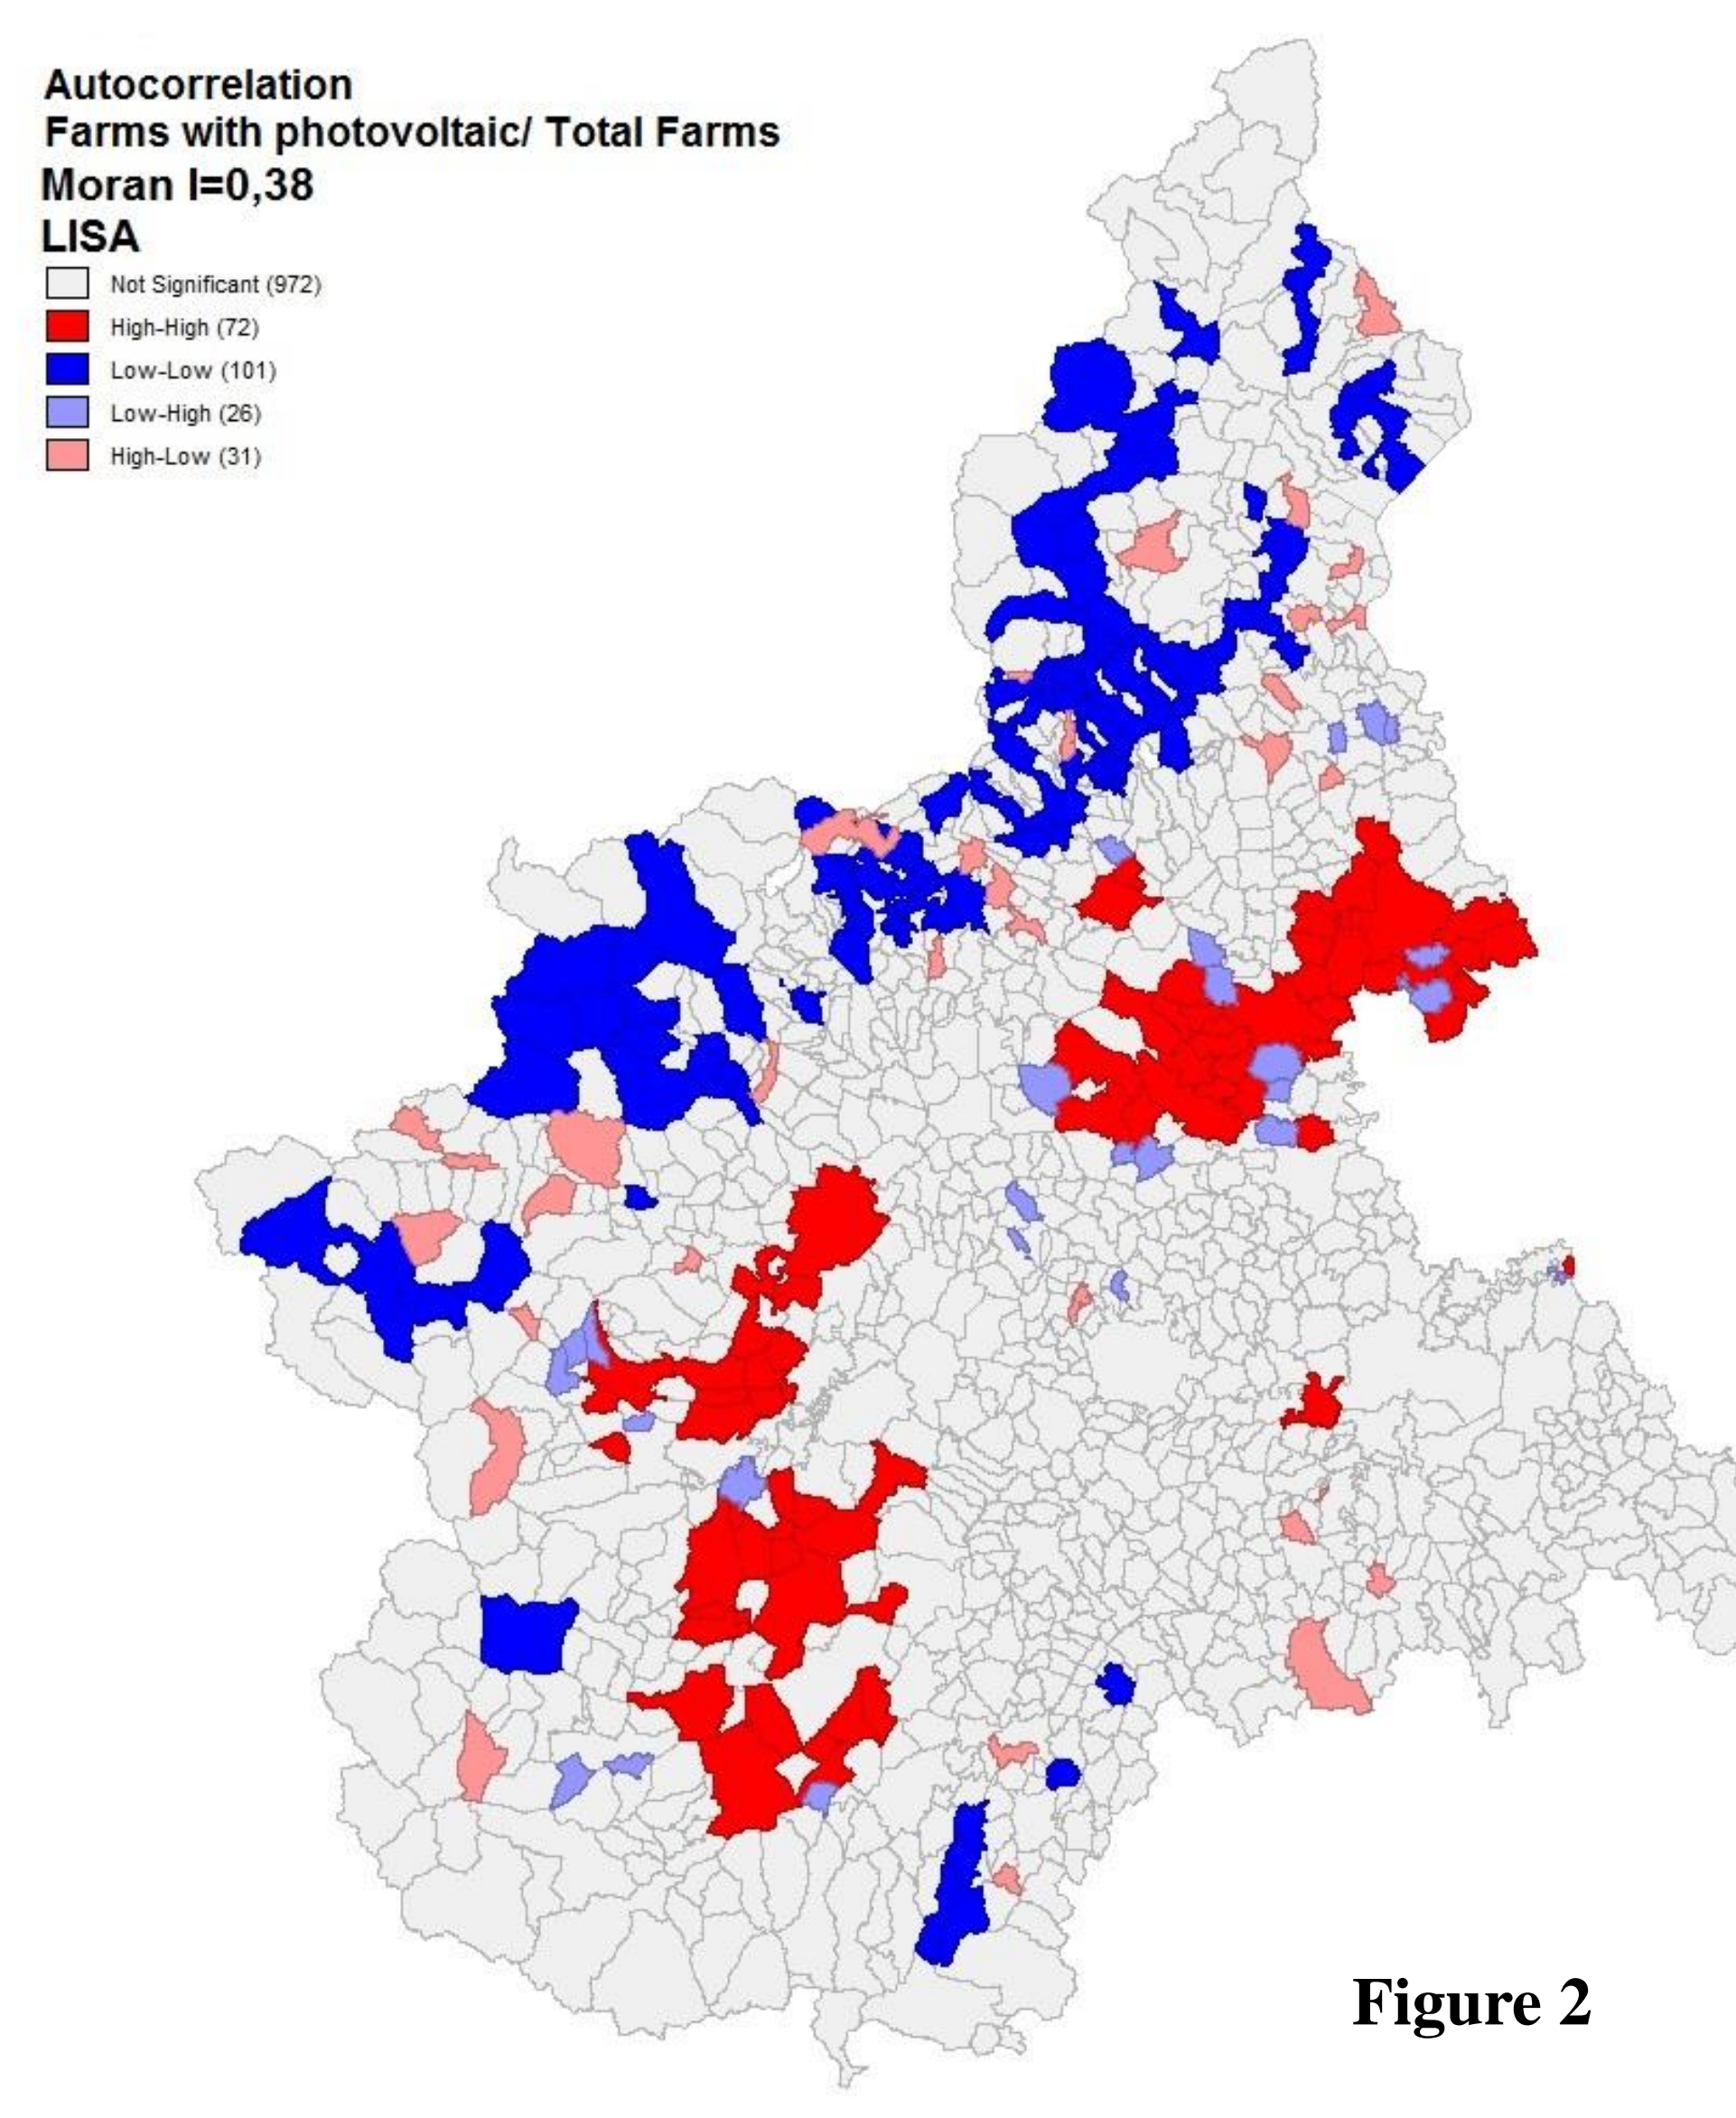 Autocorrelation
Farms with photovoltaic/ Total Farms
Moran I=0,38
LISA
Not Significant (972)
High-High (72)
Low-Low (101)
Low-High (26)
High-Low (31)
Figure 2